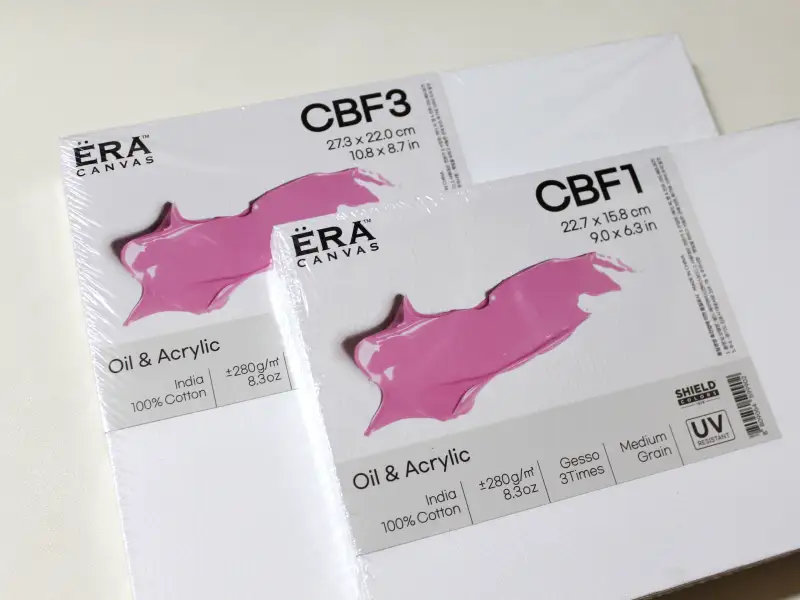 ËRA™
CANVAS
CBF3
27.3 x 22.0 cm
10.8 x 8.7 in
Oil & Acrylic
India
100% Cotton
±280g/㎡
8.3oz
ËRA™
CANVAS
CBF1
22.7 x 15.8 cm
9.0 x 6.3 in
Oil & Acrylic
India
100% Cotton
±280g/㎡
8.3oz
Gesso
3Times
Medium
Grain
SHIELD
COLORS
UV
RESISTANT